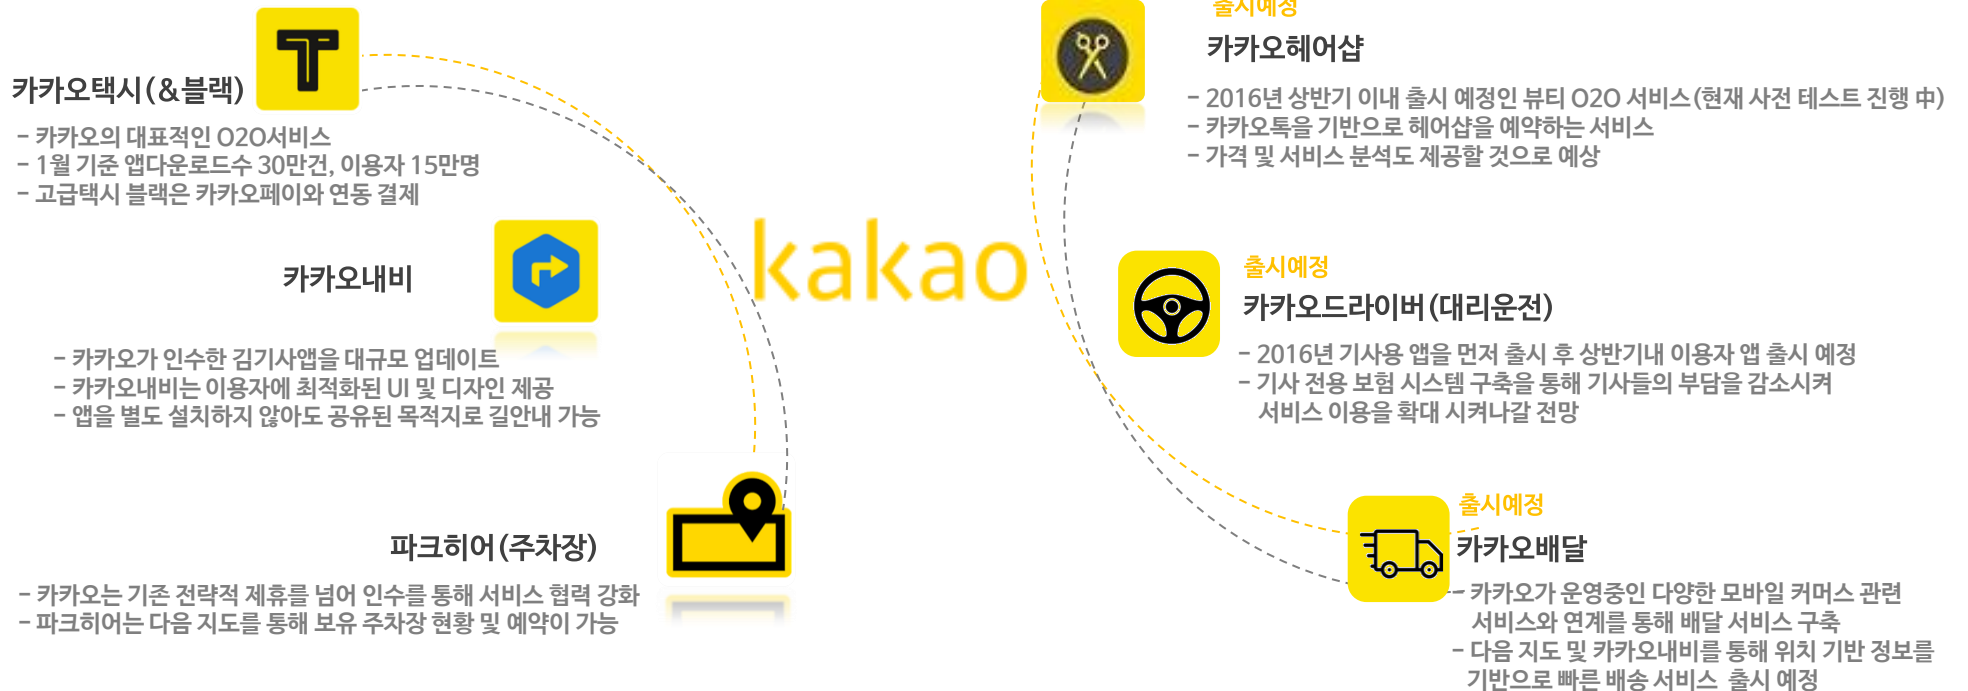 카카오택시(&블랙)
- 카카오의 대표적인 O2O서비스
- 1월 기준 앱다운로드수 30만건, 이용자 15만명
- 고급택시 블랙은 카카오페이와 연동 결제
카카오내비
- 카카오가 인수한 김기사앱을 대규모 업데이트
- 카카오내비는 이용자에 최적화된 UI 및 디자인 제공
- 앱을 별도 설치하지 않아도 공유된 목적지로 길안내 가능
파크히어(주차장)
- 카카오는 기존 전략적 제휴를 넘어 인수를 통해 서비스 협력 강화
- 파크히어는 다음 지도를 통해 보유 주차장 현황 및 예약이 가능
kakao
출시예정
카카오헤어샵
- 2016년 상반기 이내 출시 예정인 뷰티 O2O 서비스(현재 사전 테스트 진행 中)
- 카카오톡을 기반으로 헤어샵을 예약하는 서비스
- 가격 및 서비스 분석도 제공할 것으로 예상
출시예정
카카오드라이버(대리운전)
- 2016년 기사용 앱을 먼저 출시 후 상반기내 이용자 앱 출시 예정
- 기사 전용 보험 시스템 구축을 통해 기사들의 부담을 감소시켜
서비스 이용을 확대 시켜나갈 전망
출시예정
카카오배달
- 카카오가 운영중인 다양한 모바일 커머스 관련
서비스와 연계를 통해 배달 서비스 구축
- 다음 지도 및 카카오내비를 통해 위치 기반 정보를
기반으로 빠른 배송 서비스 출시 예정